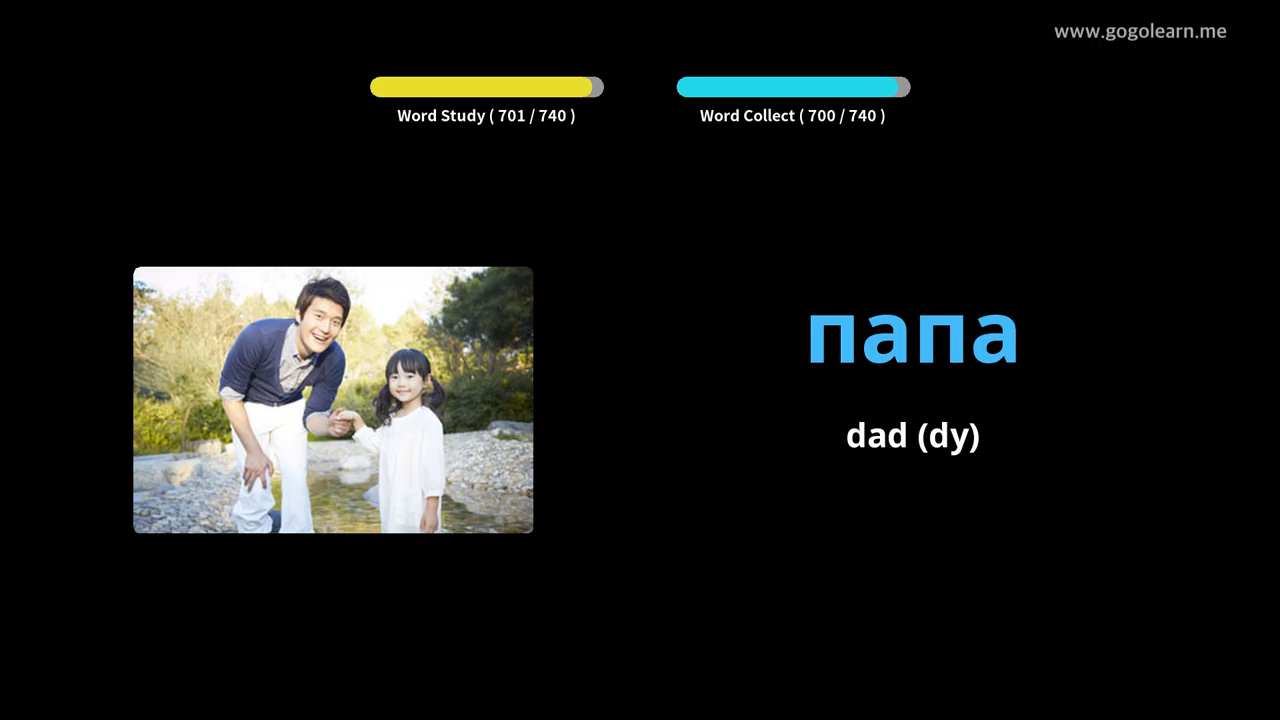 www.gogolearn.me
Word Study ( 701 / 740 )
Word Collect ( 700 / 740 )
папа
dad (dy)